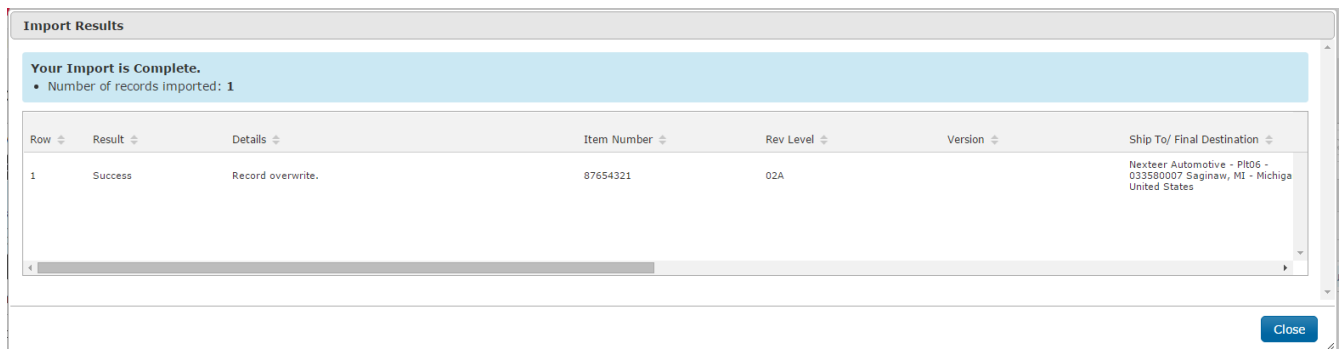 Import Results
Your Import is Complete.
• Number of records imported: 1
Row Result Details Item Number Rev Level Version Ship To/ Final Destination
1 Success Record overwrite. 87654321 02A Nexteer Automotive - Plt06 -
033580007 Saginaw, MI - Michiga
United States
Close